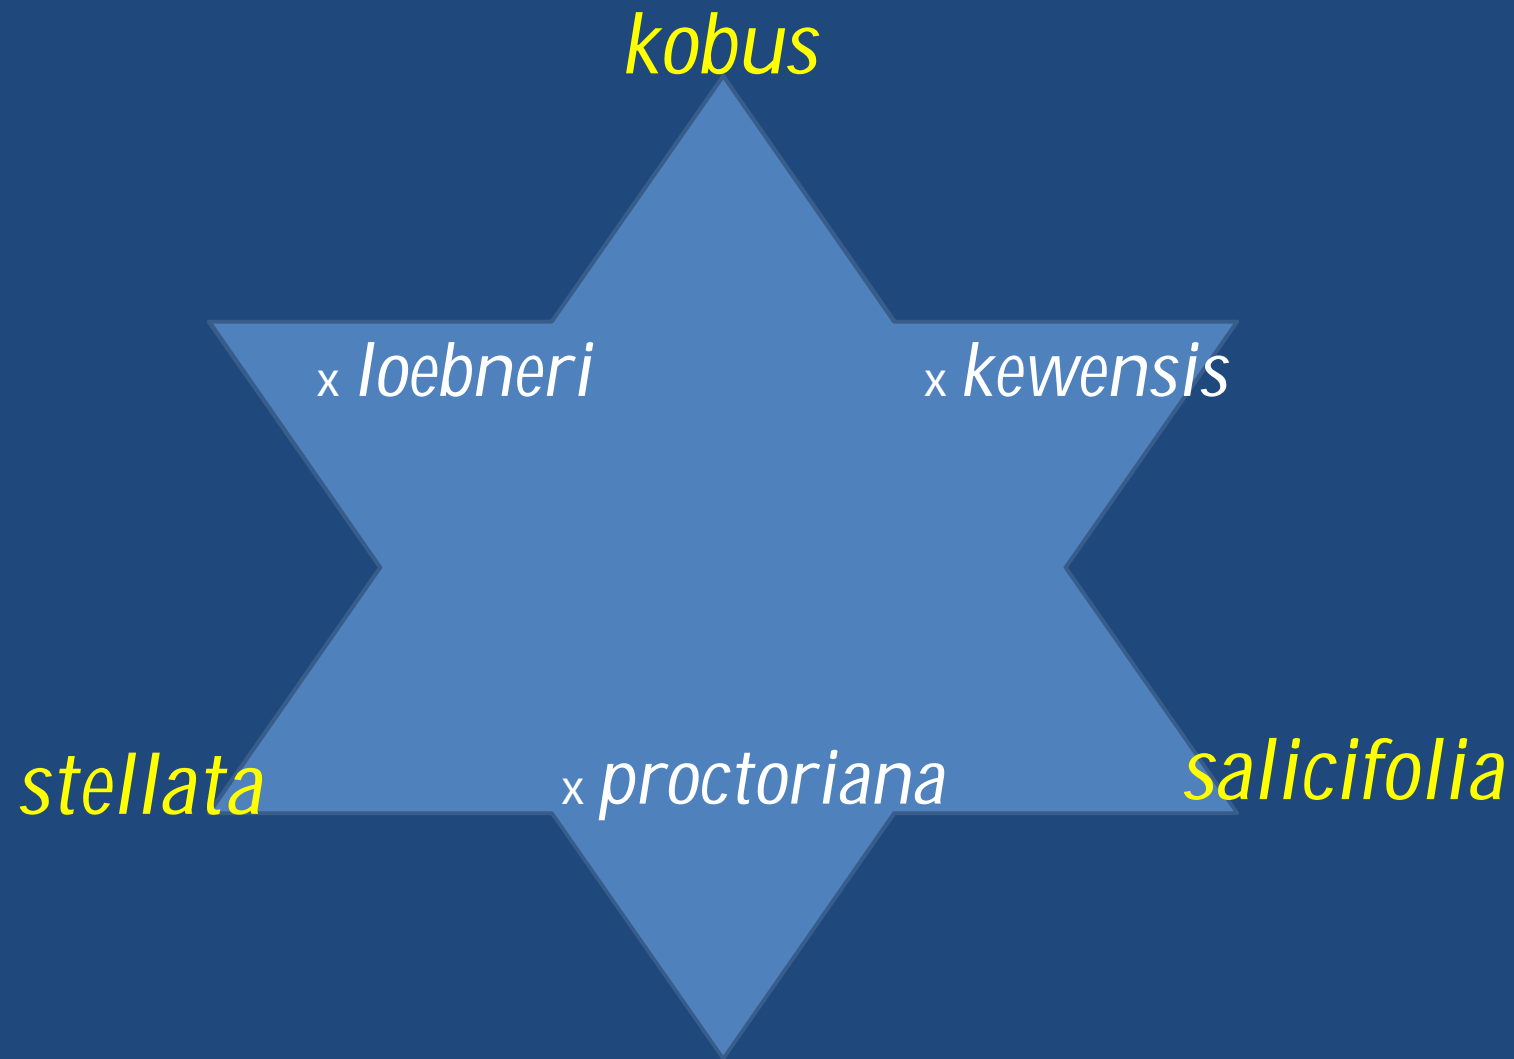 kobus
x loebneri
x kewensis
stellata
x proctoriana
salicifolia